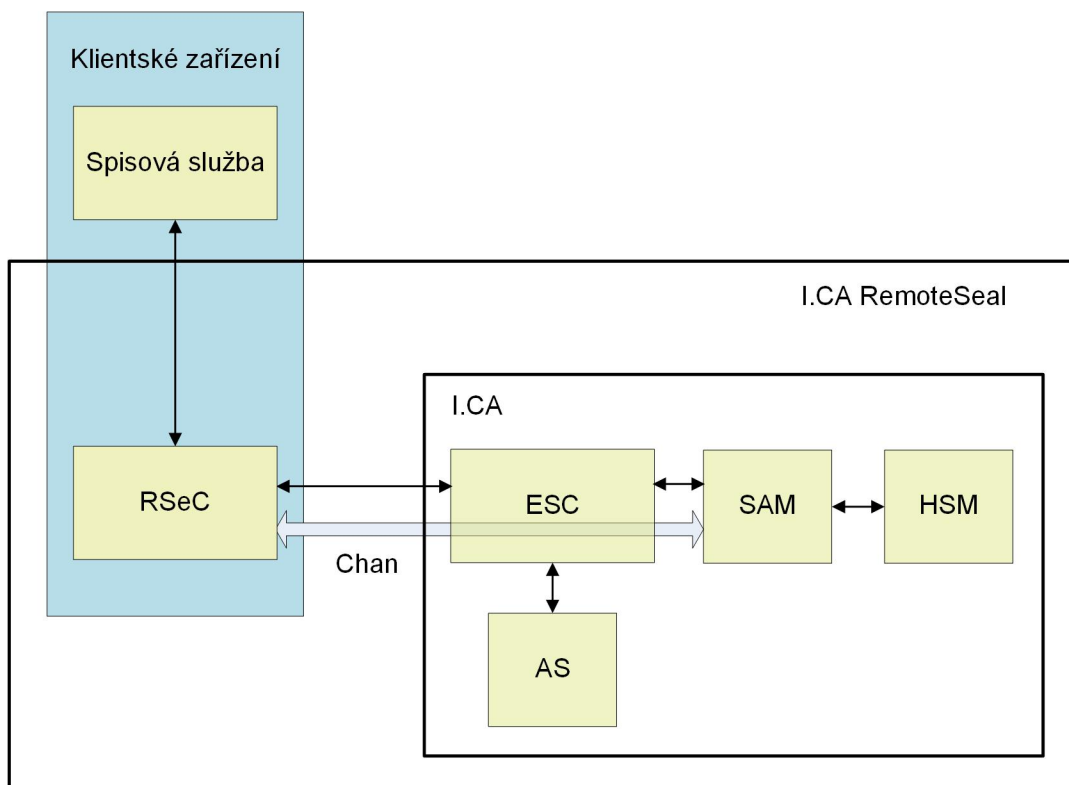 Klientské zařízení
Spisová služba
I.CA RemoteSeal
I.CA
RSeC
ESC
SAM
HSM
Chan
AS